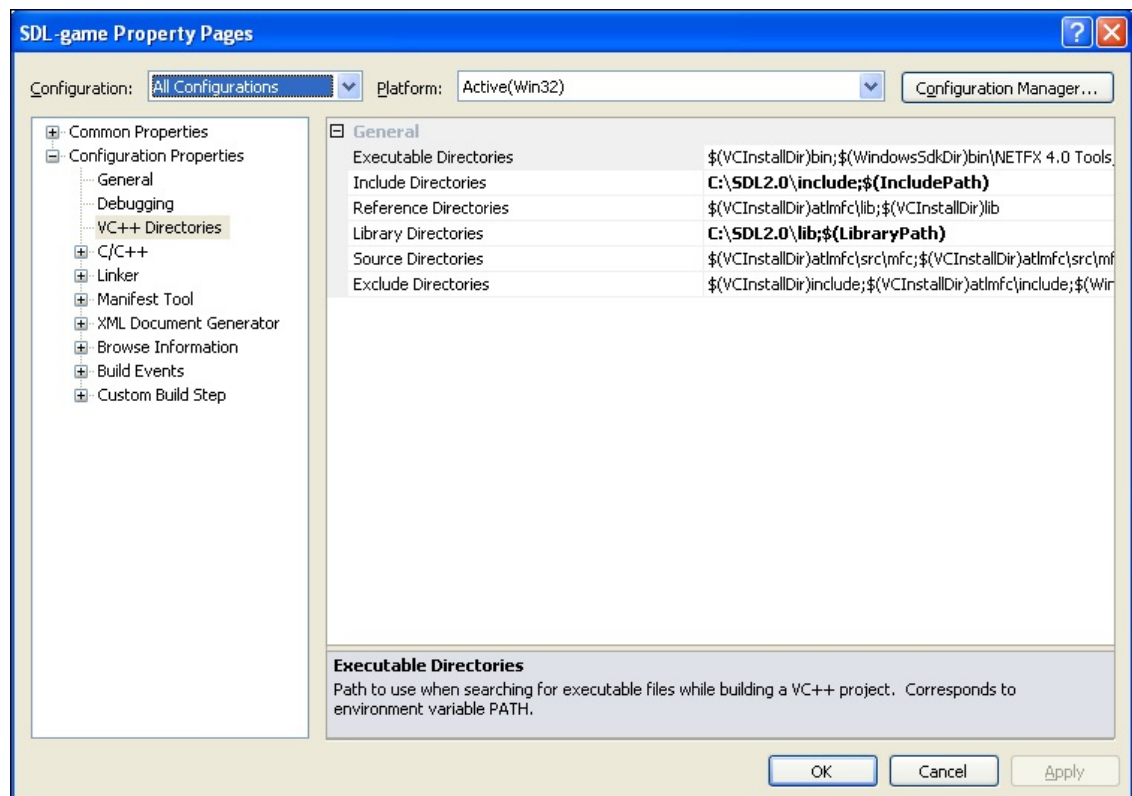 SDL-game Property Pages
Configuration: All Configurations Platform: Active(Win32) Configuration Manager...
Common Properties
Configuration Properties
General
Debugging
VC++ Directories
C/C++
Linker
Manifest Tool
XML Document Generator
Browse Information
Build Events
Custom Build Step
General
Executable Directories $(VCInstallDir)bin;$(WindowsSdkDir)bin\NETFX 4.0 Tools
Include Directories C:\SDL2.0\include;$(IncludePath)
Reference Directories $(VCInstallDir)atlmfc\lib;$(VCInstallDir)lib
Library Directories C:\SDL2.0\lib;$(LibraryPath)
Source Directories $(VCInstallDir)atlmfc\src\mfc;$(VCInstallDir)atlmfc\src\mf
Exclude Directories $(VCInstallDir)include;$(VCInstallDir)atlmfc\include;$(Win
Executable Directories
Path to use when searching for executable files while building a VC++ project. Corresponds to
environment variable PATH.
OK Cancel Apply